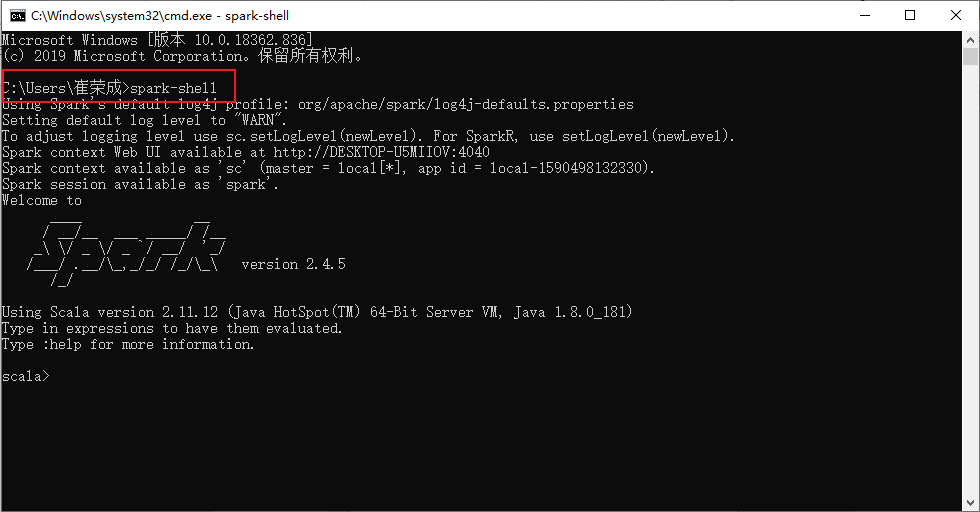 C:\Windows\system32\cmd.exe - spark-shell
Microsoft Windows [版本 10.0.18362.836]
(c) 2019 Microsoft Corporation。保留所有权利。
C:\Users\崔荣成>spark-shell
Using Spark's default log4j profile: org/apache/spark/log4j-defaults.properties
Setting default log level to "WARN".
To adjust logging level use sc.setLogLevel(newLevel). For SparkR, use setLogLevel(newLevel).
Spark context Web UI available at http://DESKTOP-U5MIIOV:4040
Spark context available as 'sc' (master = local[*], app id = local-1590498132330).
Spark session available as 'spark'.
Welcome to
      ____              __
     / __/__  ___ _____/ /__
    _\ \/ _ \/ _ `/ __/  '_/
   /___/ .__/\_,_/_/ /_/\_\   version 2.4.5
      /_/
Using Scala version 2.11.12 (Java HotSpot(TM) 64-Bit Server VM, Java 1.8.0_181)
Type in expressions to have them evaluated.
Type :help for more information.
scala>